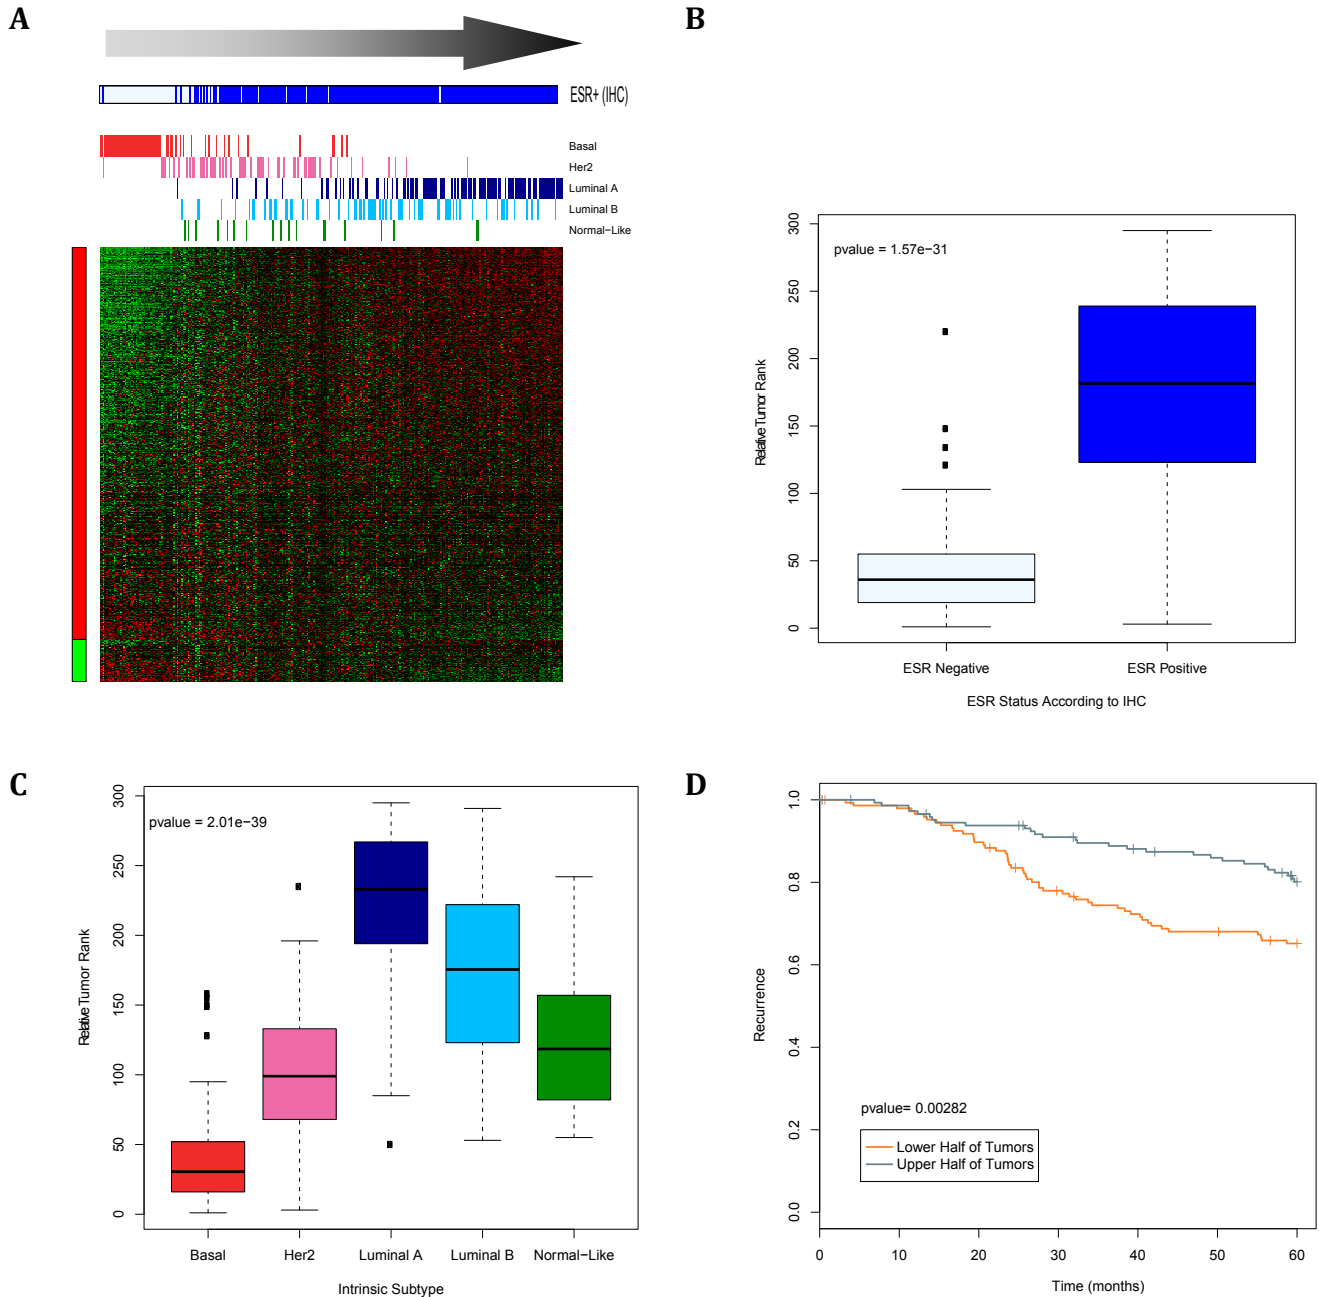 A
ESR+ (IHC)
Basal
Her2
Luminal A
Luminal B
Normal-Like
B
pvalue = 1.57e-31
Relative Tumor Rank
0
50
100
150
200
250
300
ESR Negative
ESR Positive
ESR Status According to IHC
C
pvalue = 2.01e-39
Relative Tumor Rank
0
50
100
150
200
250
300
Basal
Her2
Luminal A
Luminal B
Normal-Like
Intrinsic Subtype
D
Recurrence
0.0
0.2
0.4
0.6
0.8
1.0
pvalue= 0.00282
Lower Half of Tumors
Upper Half of Tumors
0
10
20
30
40
50
60
Time (months)